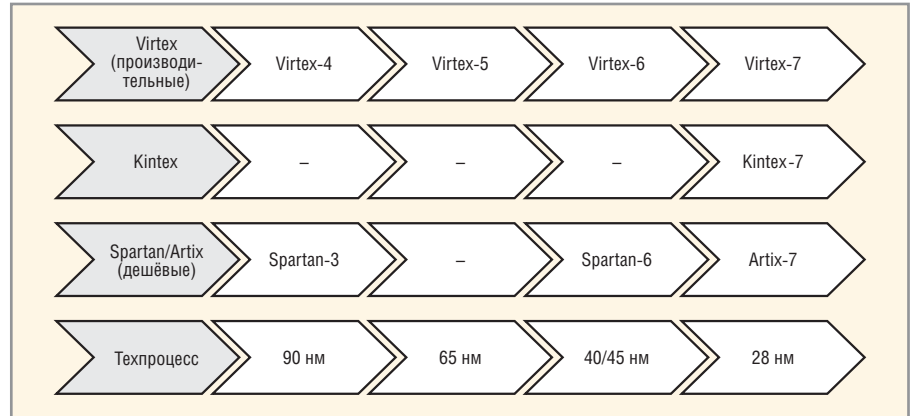 Virtex
(производи-
тельные)
Virtex-4
Virtex-5
Virtex-6
Virtex-7
Kintex
–
–
–
Kintex-7
Spartan/Artix
(дешёвые)
Spartan-3
–
Spartan-6
Artix-7
Техпроцесс
90 нм
65 нм
40/45 нм
28 нм